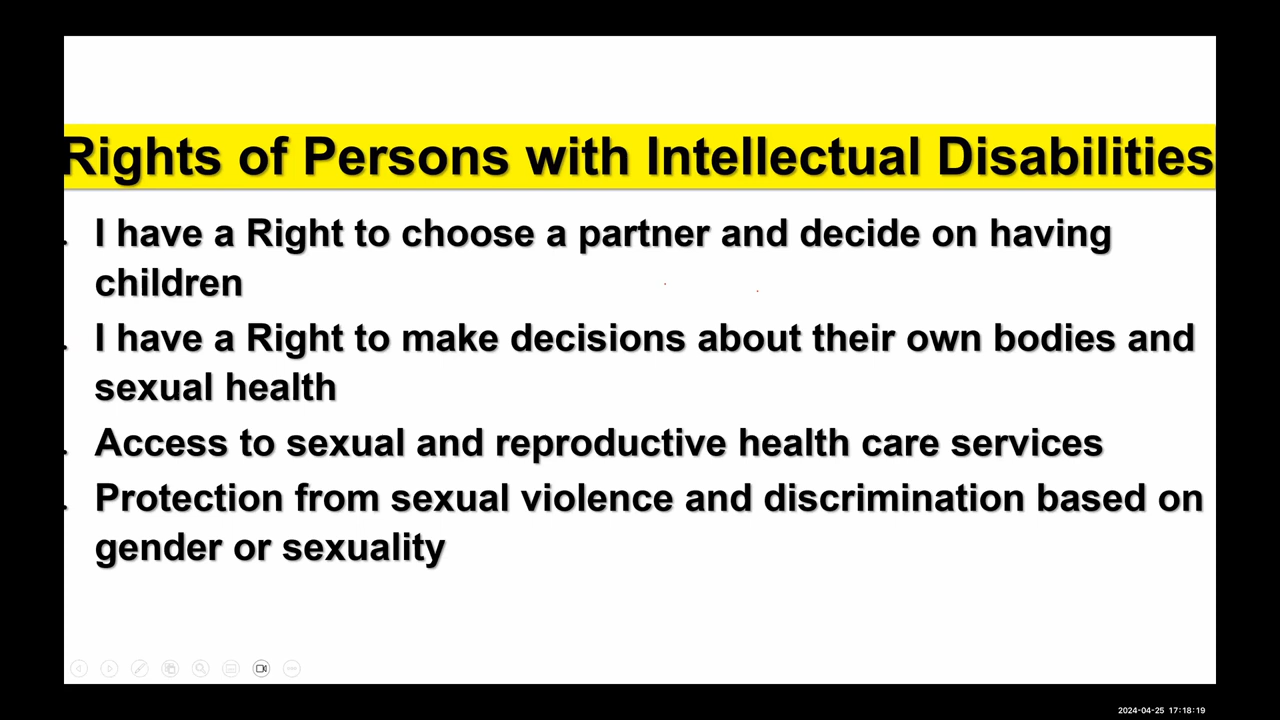 Rights of Persons with Intellectual Disabilities
I have a Right to choose a partner and decide on having
children
I have a Right to make decisions about their own bodies and
sexual health
Access to sexual and reproductive health care services
Protection from sexual violence and discrimination based on
gender or sexuality
2024-04-25 17:18:19